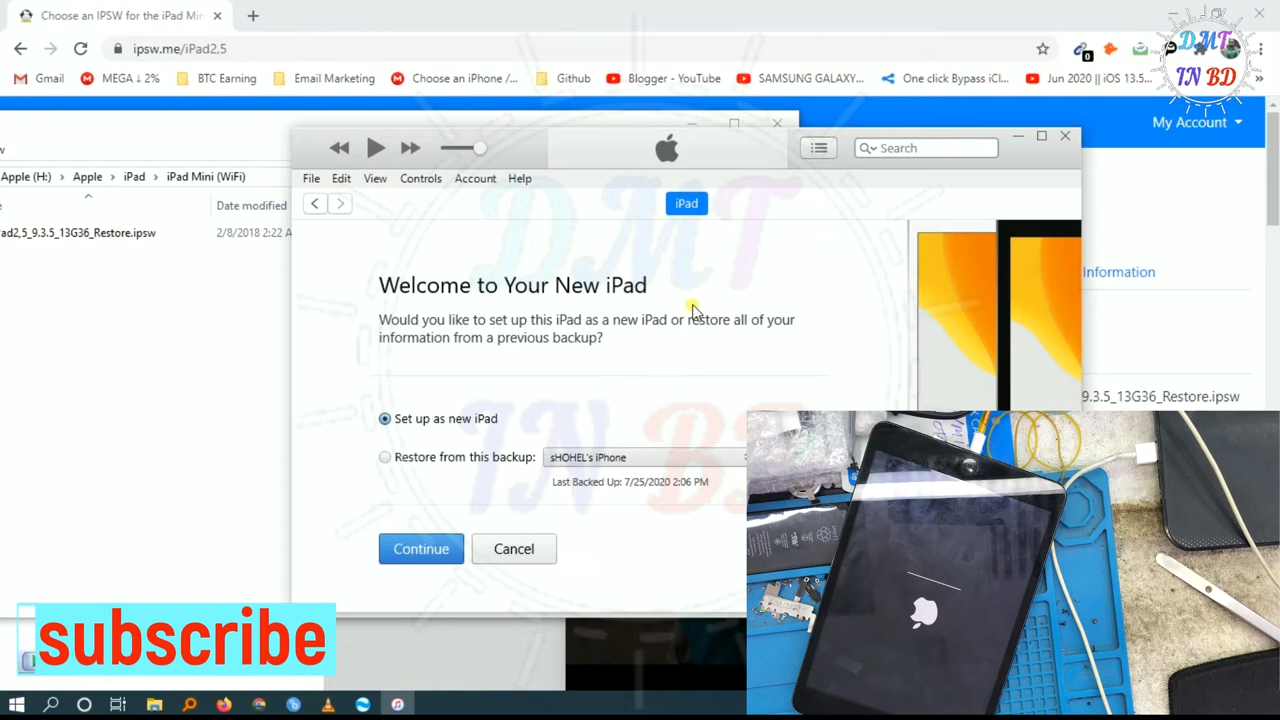 Choose an IPSW for the iPad Min
ipsw.me/iPad2,5
0
Gmail
MEGA ↓ 2%
BTC Earning
Email Marketing
Choose an iPhone /...
Github
Blogger - YouTube
SAMSUNG GALAXY...
One click Bypass iCl...
Jun 2020 || iOS 13.5...
»
DMT
IN BD
My Account
w
Apple (H:) > Apple > iPad > iPad Mini (WiFi)
Date modified
ad2,5_9.3.5_13G36_Restore.ipsw
2/8/2018 2:22 A
Search
File Edit View Controls Account Help
iPad
DMT
IN BD
Welcome to Your New iPad
Would you like to set up this iPad as a new iPad or restore all of your
information from a previous backup?
Set up as new iPad
Restore from this backup:
sHOHEL's iPhone
Last Backed Up: 7/25/2020 2:06 PM
Continue
Cancel
Information
9.3.5_13G36_Restore.ipsw
subscribe